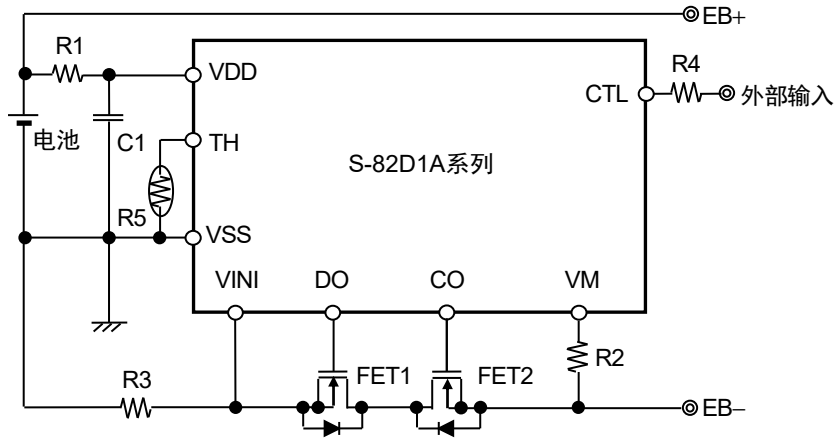 EB+
R1
VDD
R4
CTL
外部输入
电池
C1
TH
S-82D1A系列
R5
VSS
VINI
DO
CO
VM
R3
FET1
FET2
R2
EB−